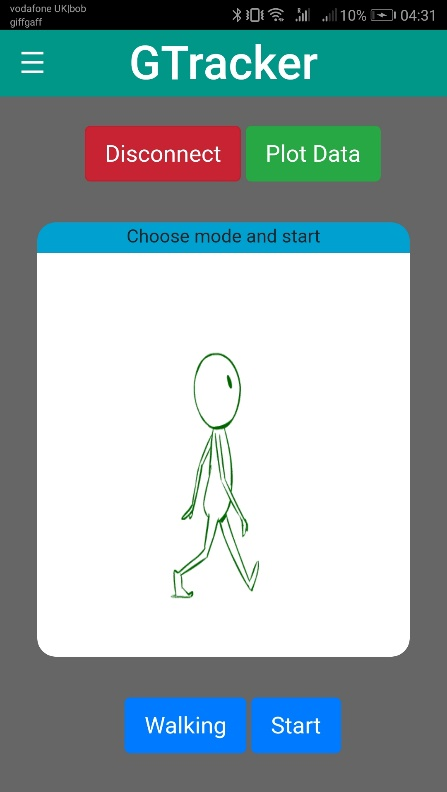 vodafone UK|bob
giffgaff
10% 04:31
GTracker
Disconnect Plot Data
Choose mode and start
Walking Start